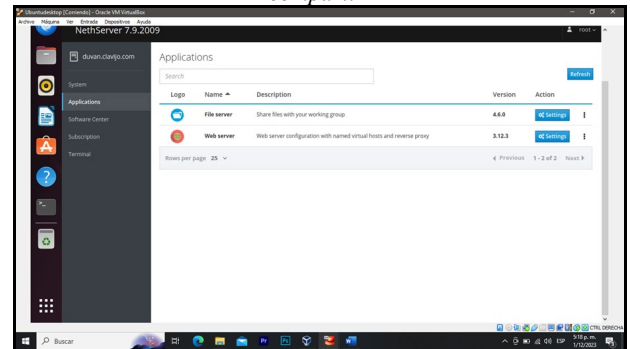 Ubuntudesktop [Corriendo] - Oracle VM VirtualBox
Archivo Máquina Ver Entrada Dispositivos Ayuda
NethServer 7.9.2009
root
duvan.clavijo.com
Applications
Search
Refresh
System
Applications
Software Center
Subscription
Terminal
Logo Name Description Version Action
File server Share files with your working group 4.6.0 Settings
Web server Web server configuration with named virtual hosts and reverse proxy 3.12.3 Settings
Rows per page 25 Previous 1 - 2 of 2 Next
CTRL DERECHA
Buscar
Pr Ps
ESP
5:18 p. m.
1/12/2023